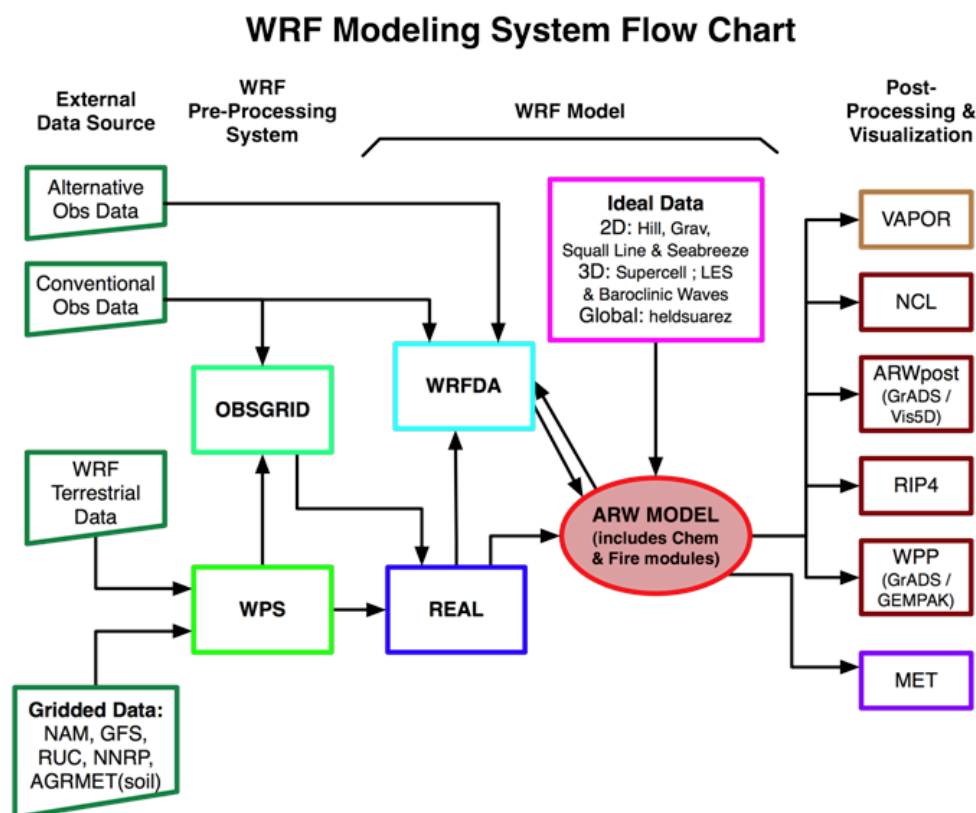 WRF Modeling System Flow Chart
External
Data Source
WRF
Pre-Processing
System
WRF Model
Post-
Processing &
Visualization
Alternative
Obs Data
Conventional
Obs Data
WRF
Terrestrial
Data
Gridded Data:
NAM, GFS,
RUC, NNRP,
AGRMET(soil)
OBSGRID
WPS
WRFDA
REAL
Ideal Data
2D: Hill, Grav,
Squall Line & Seabreeze
3D: Supercell ; LES
& Baroclinic Waves
Global: heldsuarez
ARW MODEL
(includes Chem
& Fire modules)
VAPOR
NCL
ARWpost
(GrADS /
Vis5D)
RIP4
WPP
(GrADS /
GEMPAK)
MET